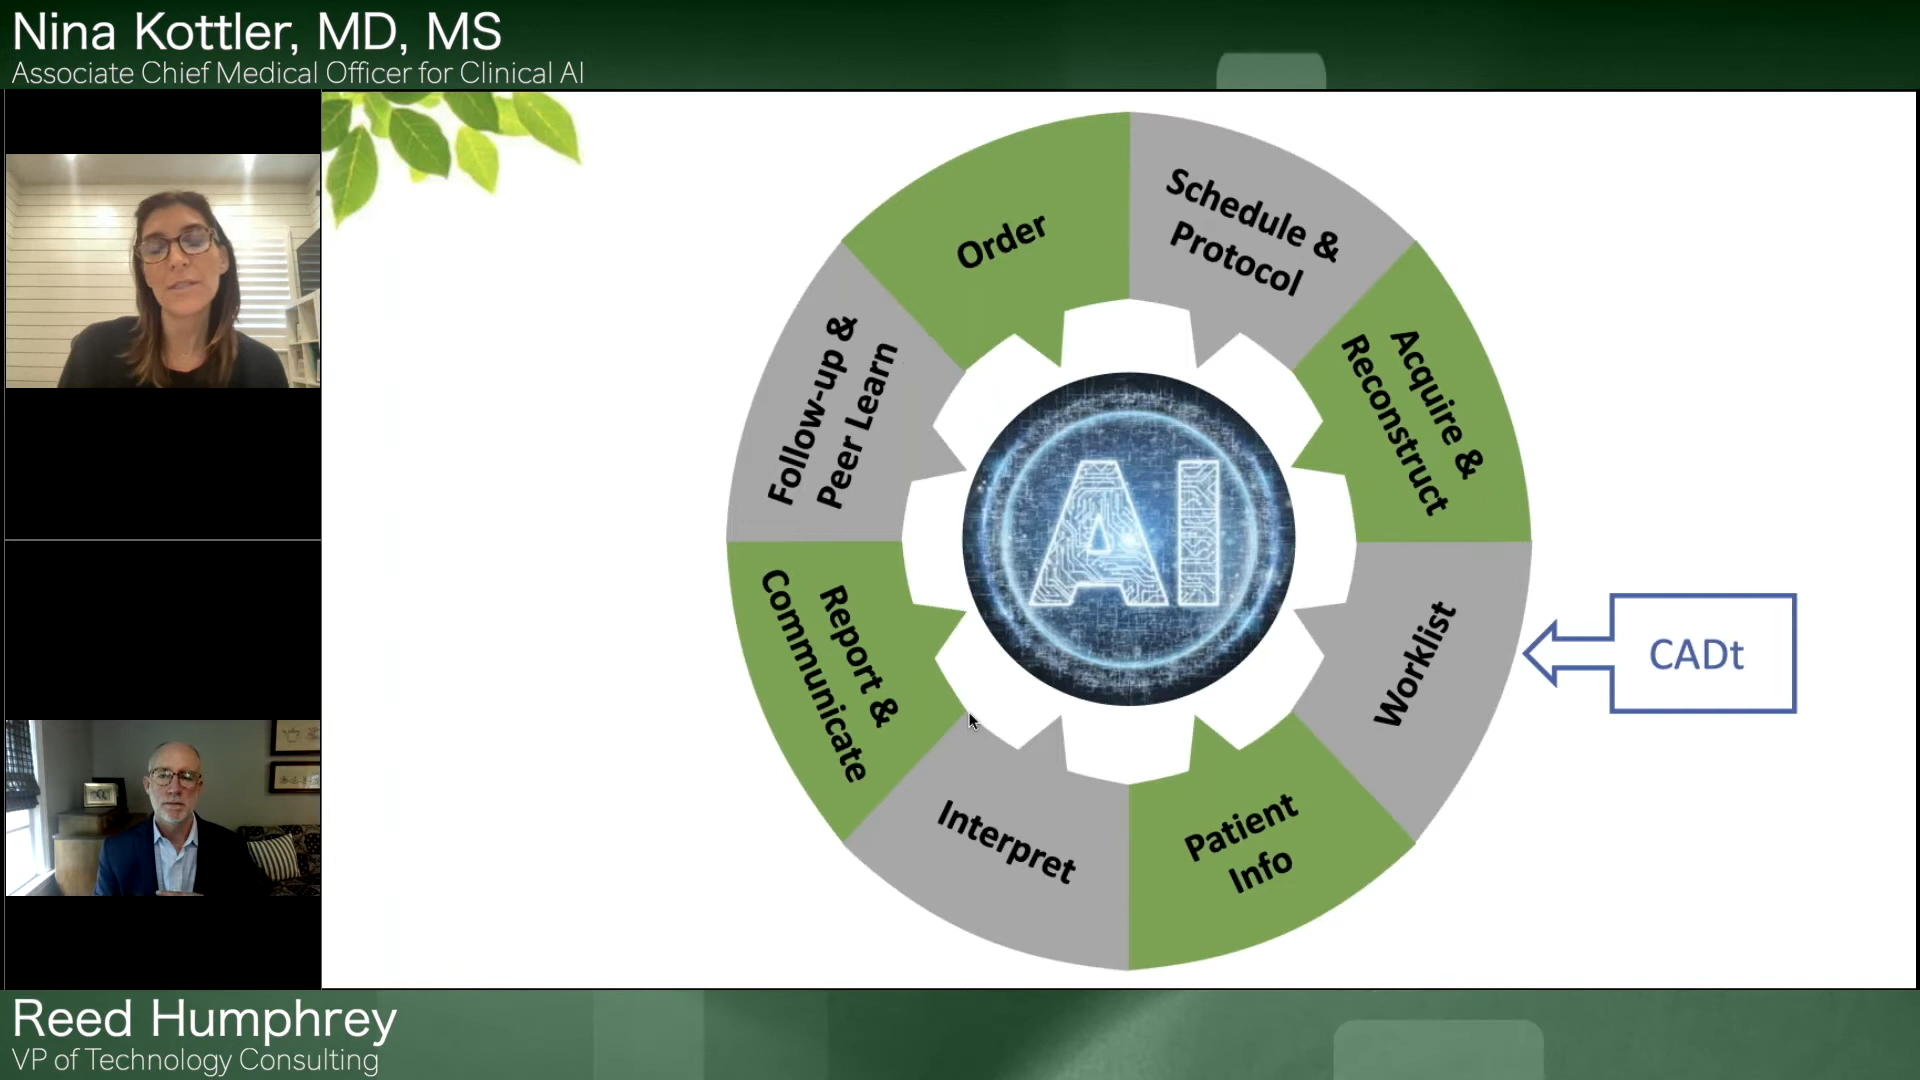 Nina Kottler, MD, MS
Associate Chief Medical Officer for Clinical AI
Order
Schedule &
Protocol
Acquire &
Reconstruct
Worklist
CADt
Patient
Info
Interpret
Report &
Communicate
Follow-up &
Peer Learn
AI
Reed Humphrey
VP of Technology Consulting